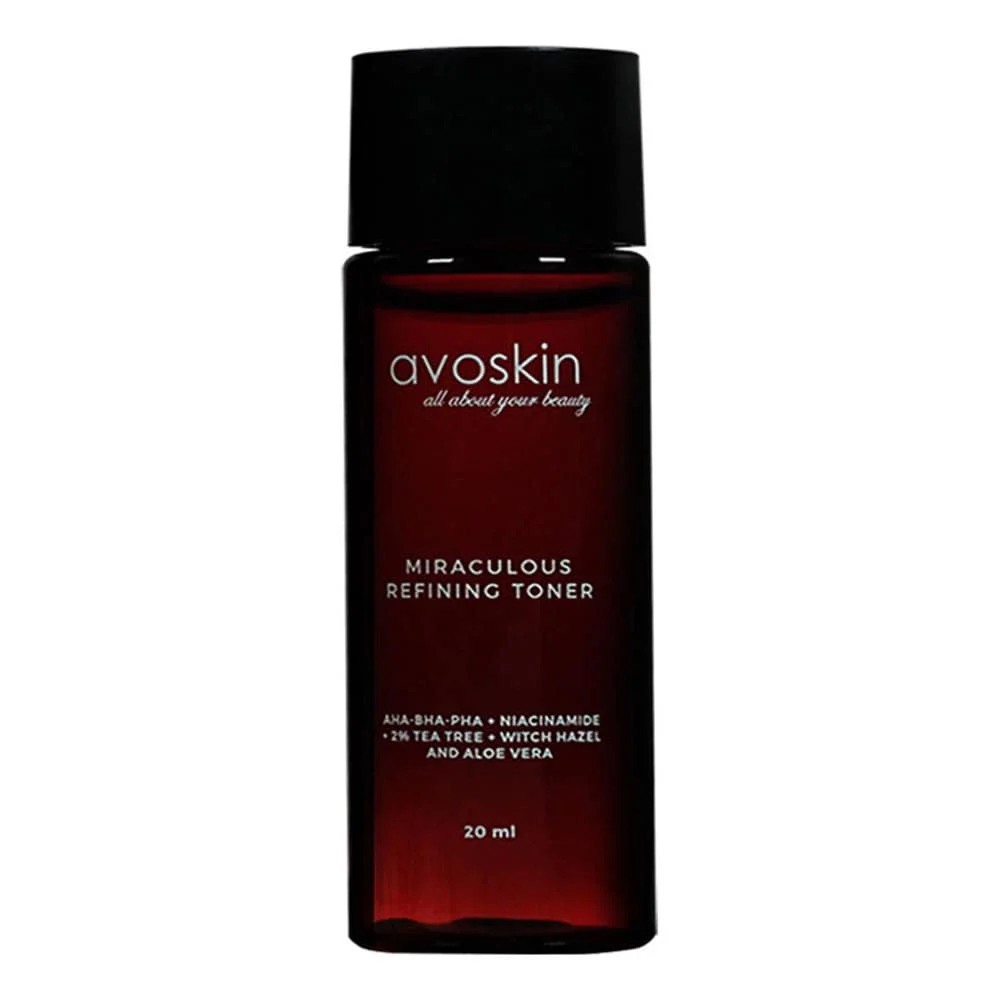 avoskin
all about your beauty
MIRACULOUS
REFINING TONER
AHA-BHA-PHA + NIACINAMIDE
+ 2% TEA TREE + WITCH HAZEL
AND ALOE VERA
20 ml